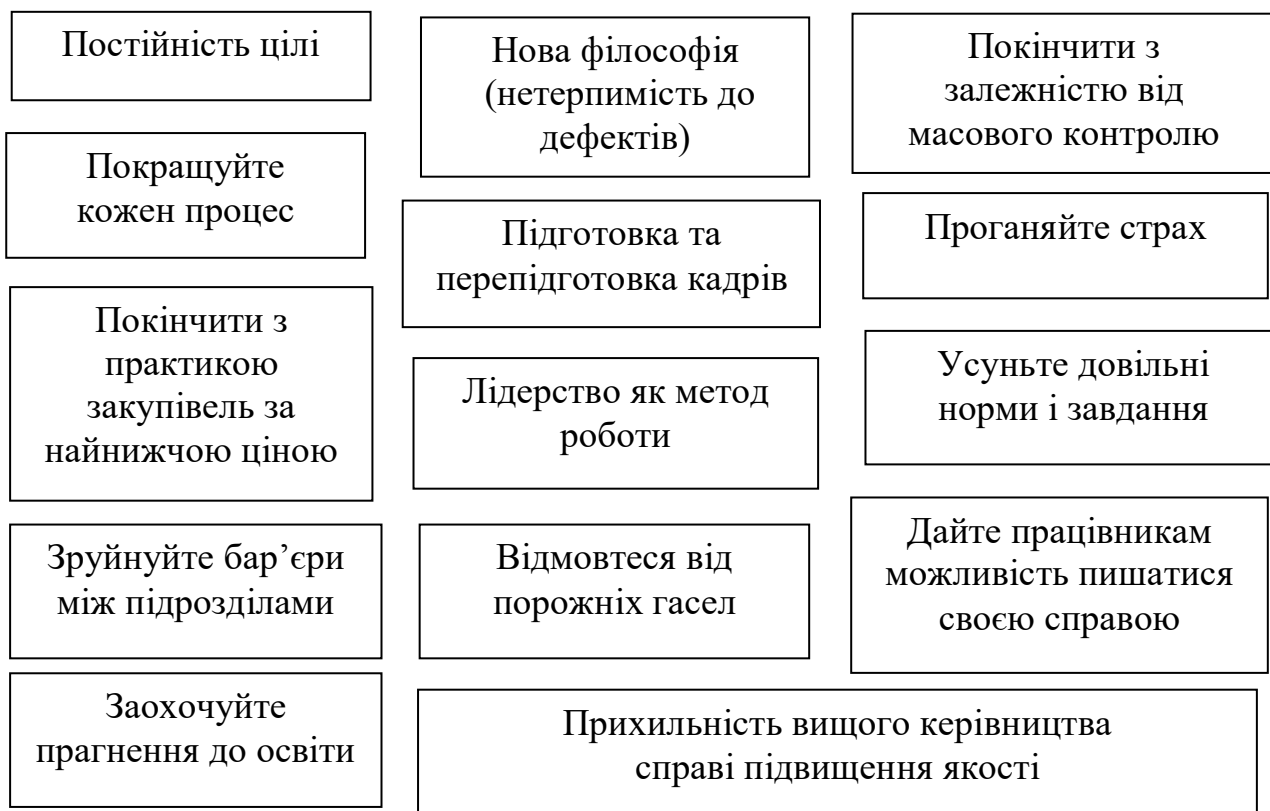 Постійність цілі
Нова філософія
(нетерпимість до
дефектів)
Покінчити з
залежністю від
масового контролю
Покращуйте
кожен процес
Підготовка та
перепідготовка кадрів
Проганяйте страх
Покінчити з
практикою
закупівель за
найнижчою ціною
Лідерство як метод
роботи
Усуньте довільні
норми і завдання
Зруйнуйте бар’єри
між підрозділами
Відмовтеся від
порожніх гасел
Дайте працівникам
можливість пишатися
своєю справою
Заохочуйте
прагнення до освіти
Прихильність вищого керівництва
справі підвищення якості